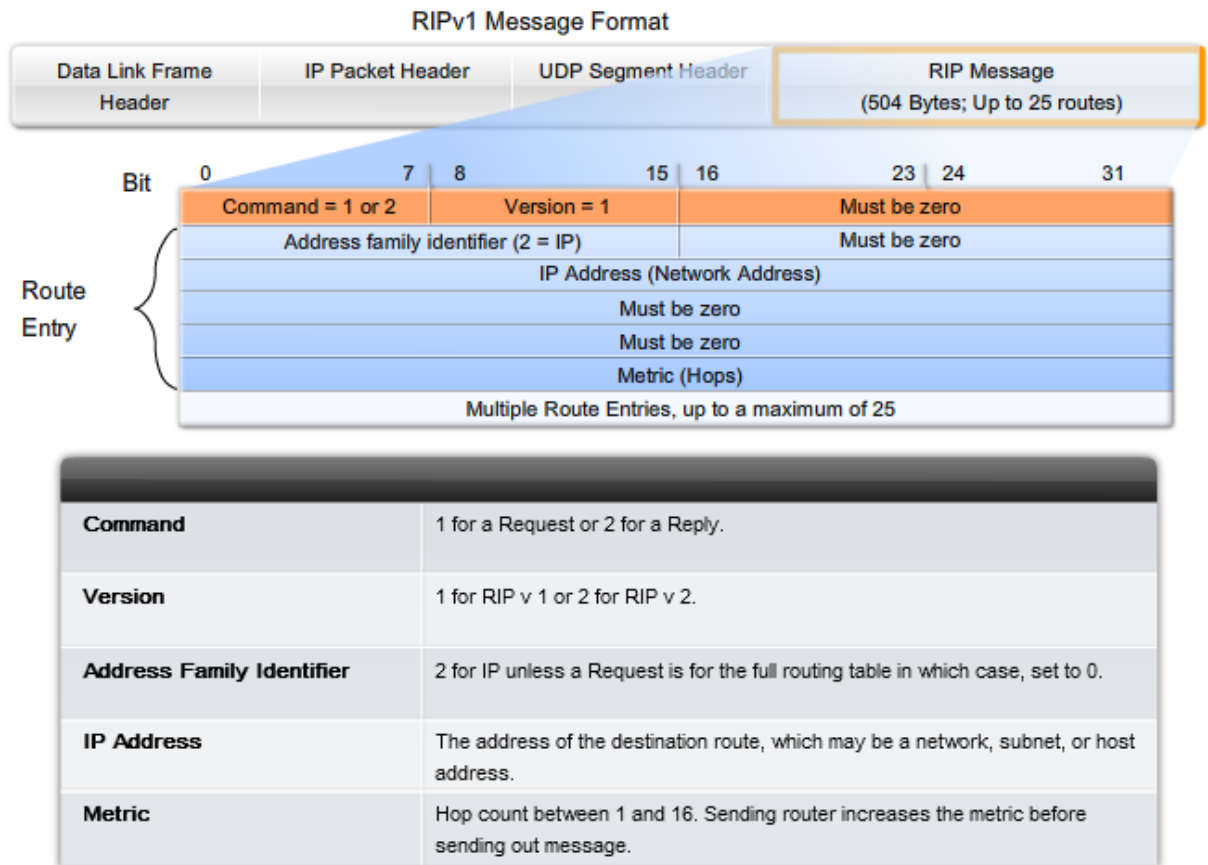 RIPv1 Message Format
Data Link Frame
Header
IP Packet Header
UDP Segment Header
RIP Message
(504 Bytes; Up to 25 routes)
Bit
0 7 8 15 16 23 24 31
Command = 1 or 2 Version = 1 Must be zero
Address family identifier (2 = IP) Must be zero
IP Address (Network Address)
Must be zero
Must be zero
Metric (Hops)
Multiple Route Entries, up to a maximum of 25
Route
Entry
Command
1 for a Request or 2 for a Reply.
Version
1 for RIP v 1 or 2 for RIP v 2.
Address Family Identifier
2 for IP unless a Request is for the full routing table in which case, set to 0.
IP Address
The address of the destination route, which may be a network, subnet, or host
address.
Metric
Hop count between 1 and 16. Sending router increases the metric before
sending out message.